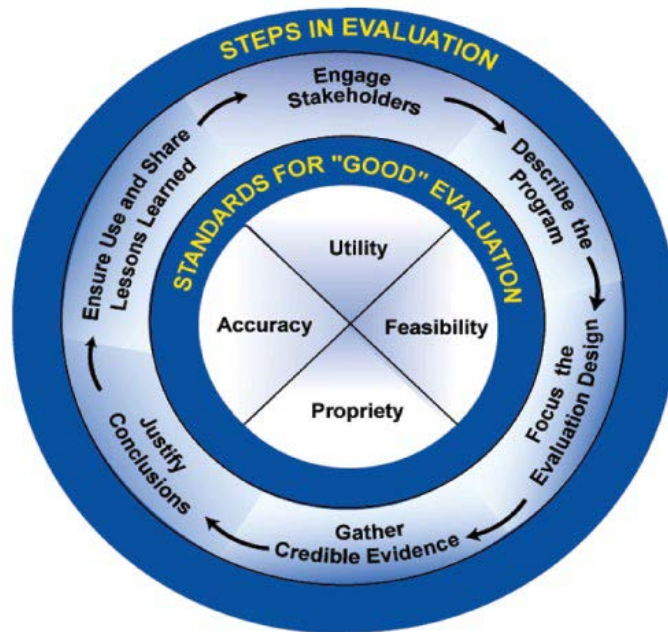 STEPS IN EVALUATION
Engage
Stakeholders
Describe the
Program
Focus the
Evaluation Design
Gather
Credible Evidence
Justify
Conclusions
Ensure Use and Share
Lessons Learned
STANDARDS FOR "GOOD" EVALUATION
Utility
Feasibility
Propriety
Accuracy